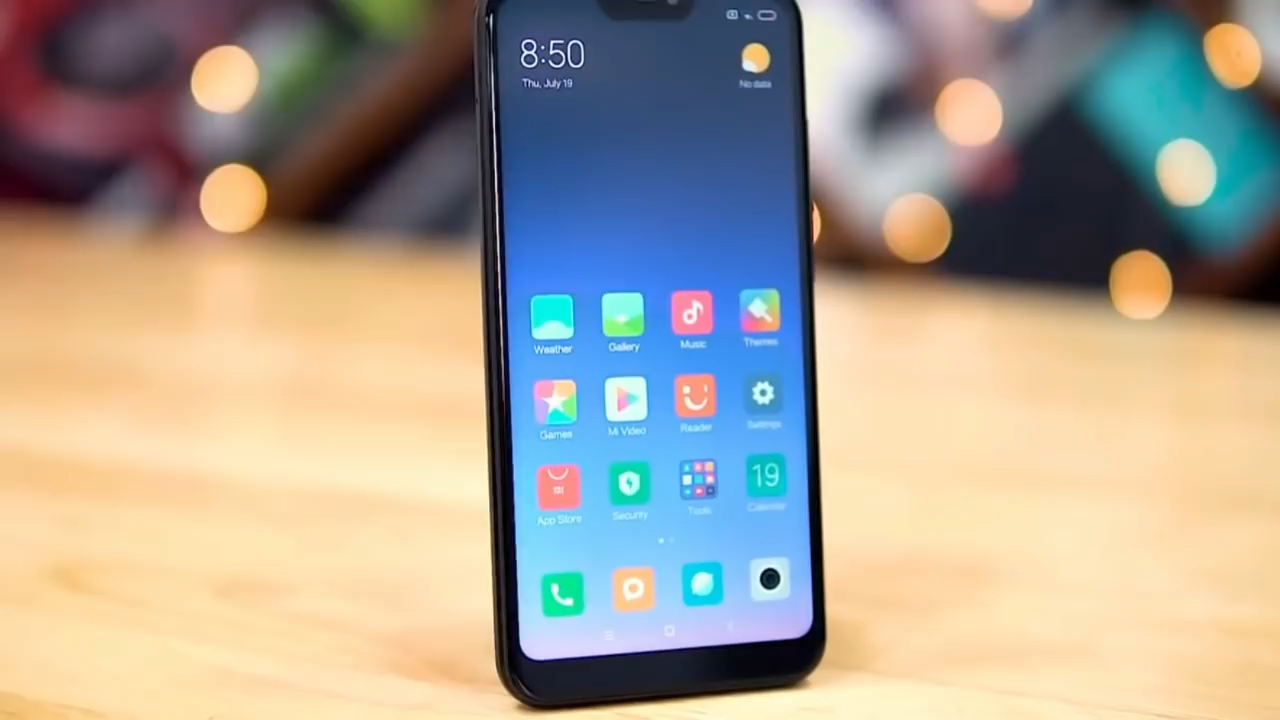 8:50
Thu, July 19
No data
Weather Gallery Music Themes
Games Mi Video Reader Settings
19
App Store Security Tools Calendar